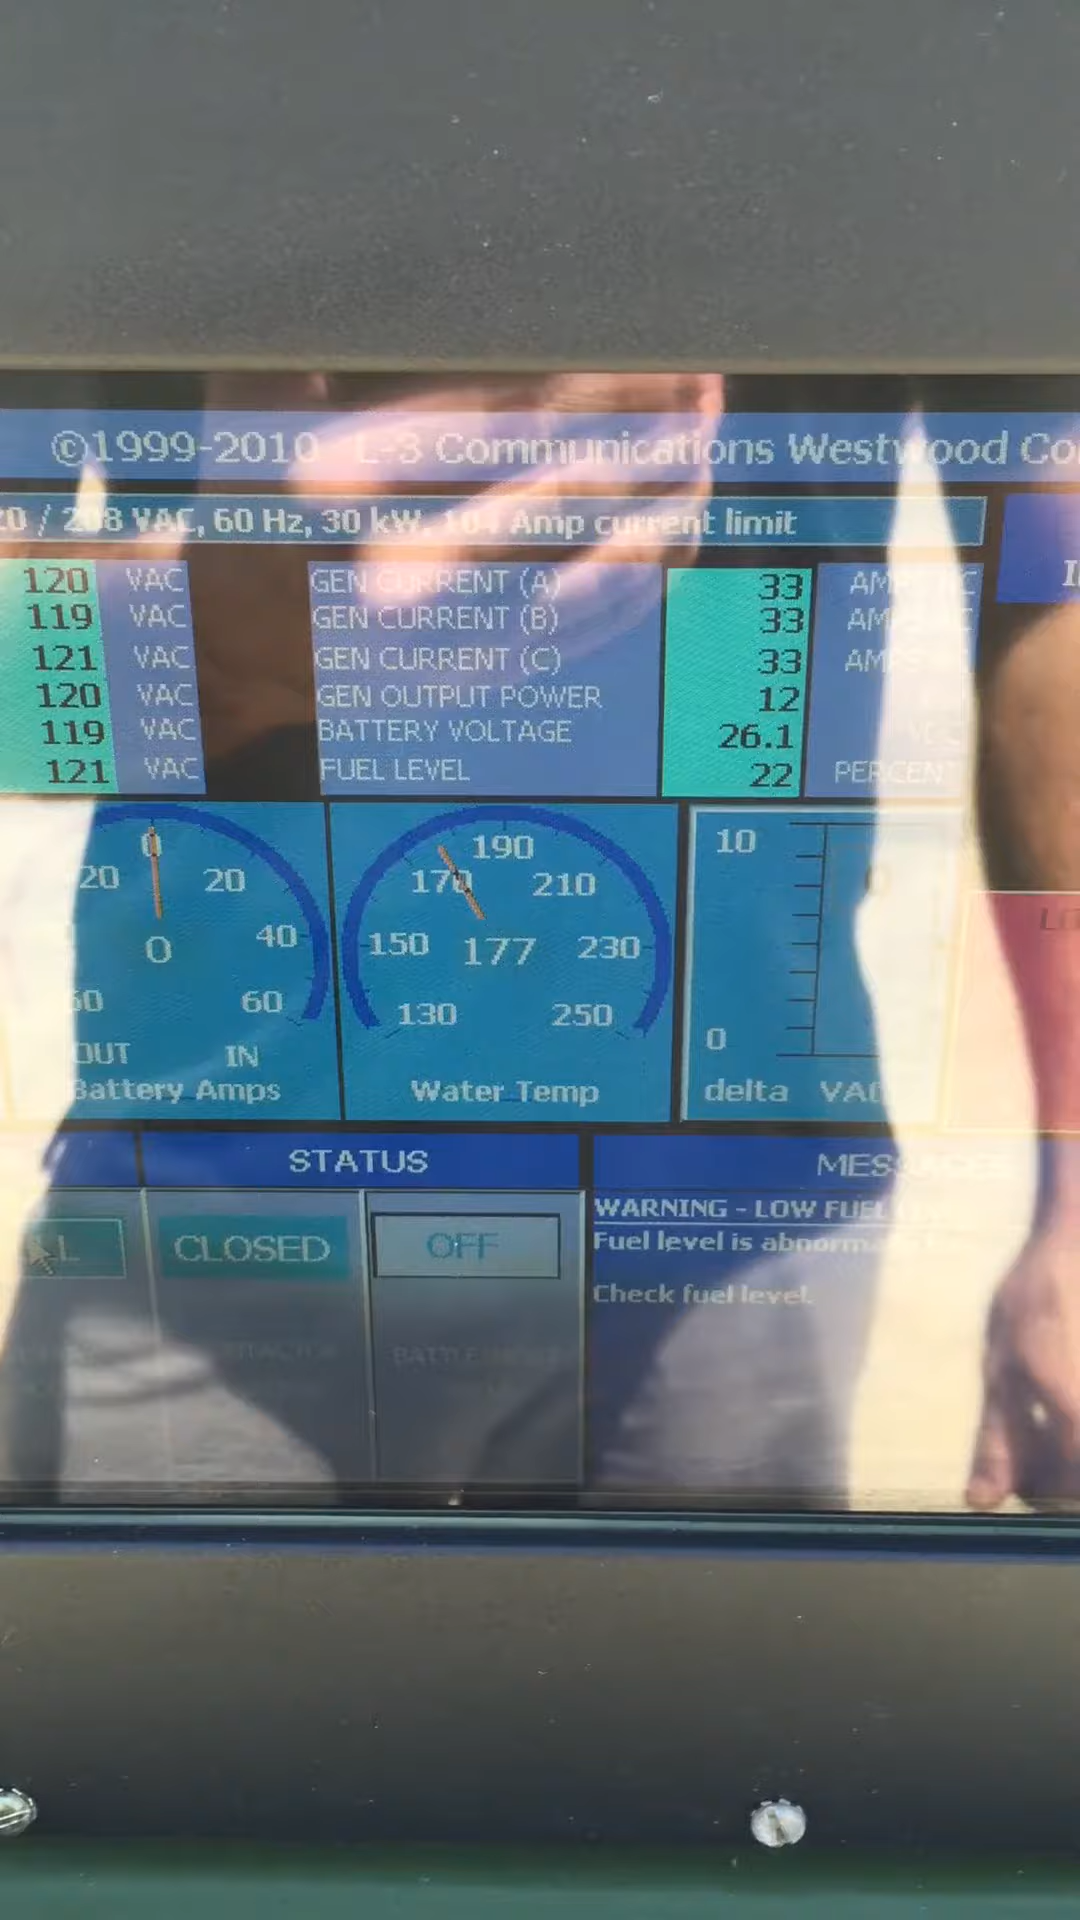 ©1999-2010 L-3 Communications Westwood
/ 208 VAC, 60 Hz, 30 kW, 104 Amp current limit
120 VAC GEN CURRENT (A) 33
119 VAC GEN CURRENT (B) 33
121 VAC GEN CURRENT (C) 33
120 VAC GEN OUTPUT POWER 12
119 VAC BATTERY VOLTAGE 26.1
121 VAC FUEL LEVEL 22 PERCENT
0 190 10
20 20 170 210
0 40 150 177 230
60 60 130 250 0
OUT IN
Battery Amps Water Temp delta VAC
STATUS MESSAGES
CLOSED OFF WARNING - LOW FUEL
Fuel level is
Check fuel level.